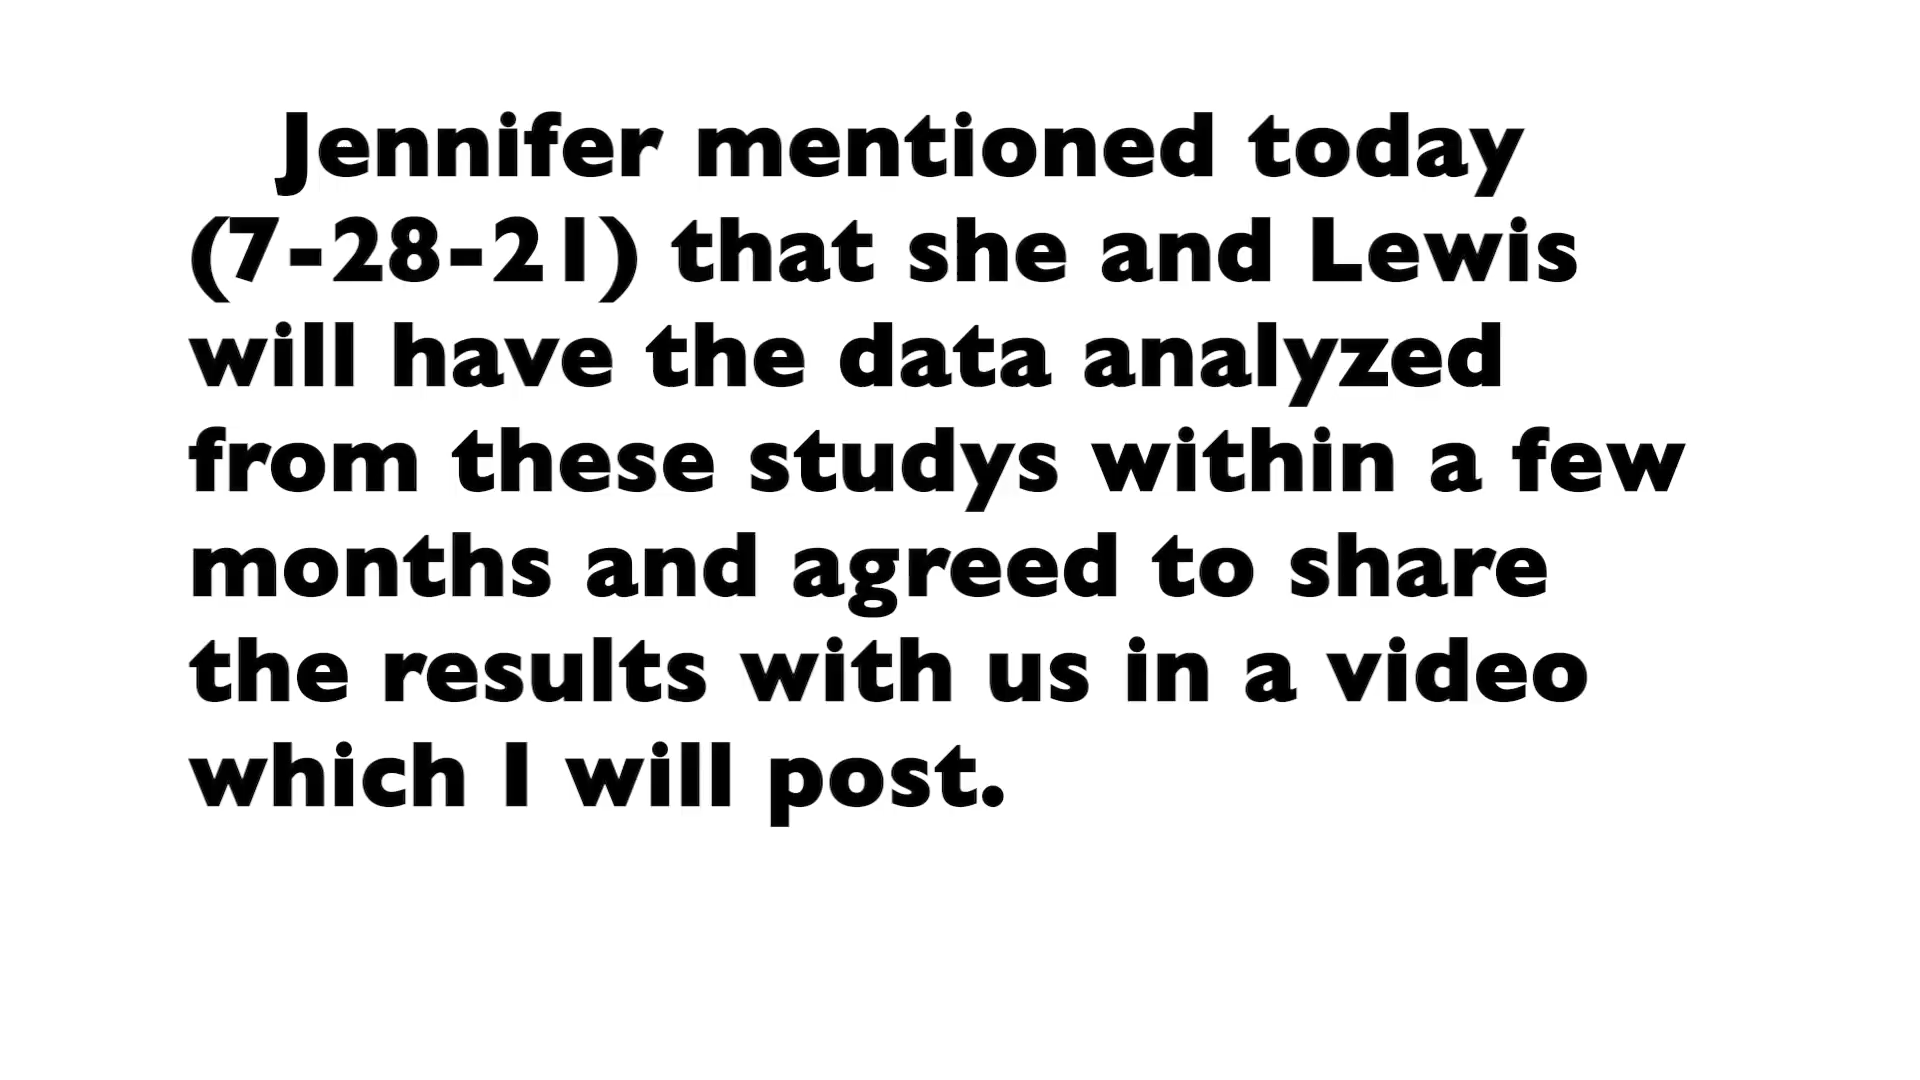 Jennifer mentioned today
(7-28-21) that she and Lewis
will have the data analyzed
from these studys within a few
months and agreed to share
the results with us in a video
which I will post.